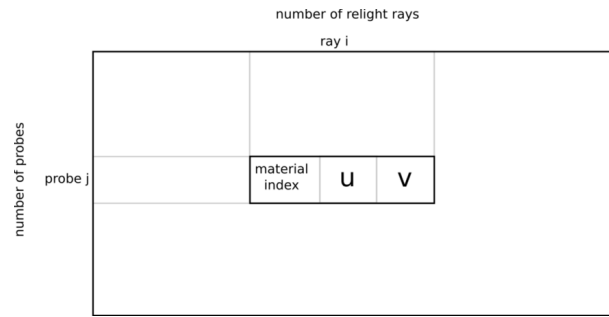 number of relight rays
ray i
number of probes
probe j
material
index
u
v